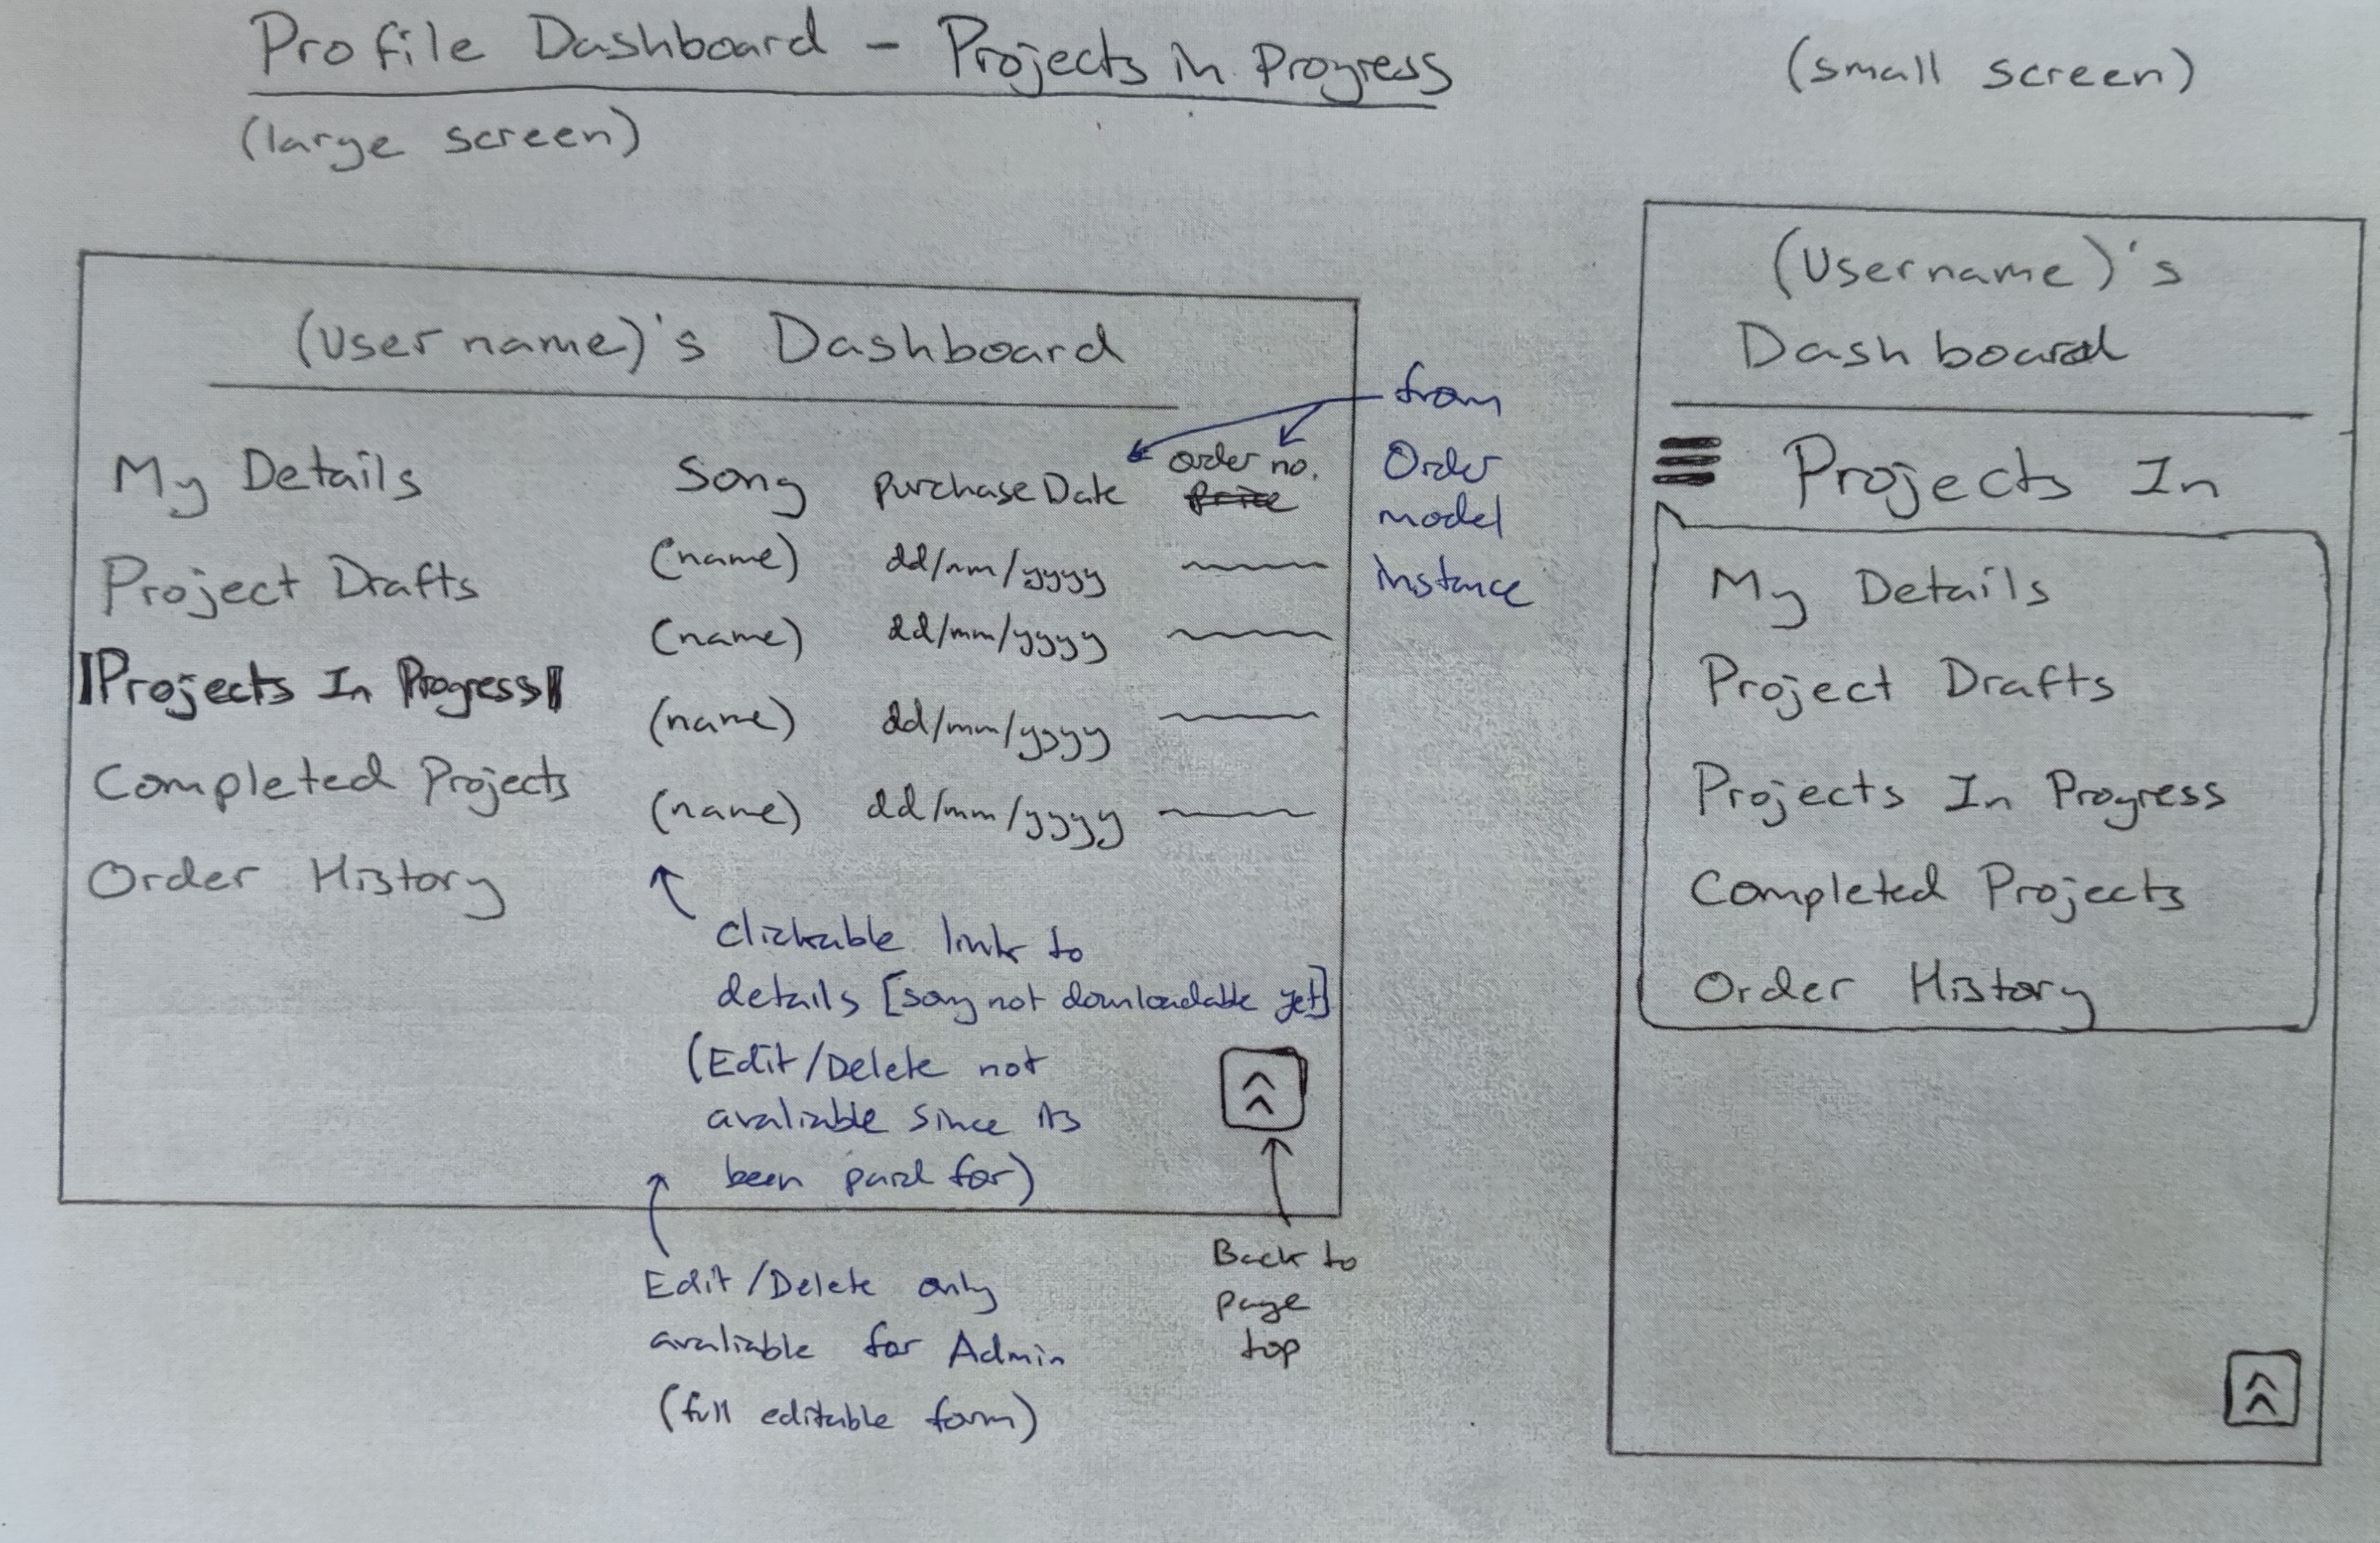 Profile Dashboard - Projects in Progress
(large screen)
(Username)'s Dashboard
My Details
Project Drafts
Projects In Progress
Completed Projects
Order History
Song Purchase Date Order no.
Price
(name) dd/mm/yyyy
(name) dd/mm/yyyy
(name) dd/mm/yyyy
(name) dd/mm/yyyy
from
Order
model
instance
clickable link to
details [song not downloadable yet]
(Edit/Delete not
avaliable since its
been paid for)
Edit/Delete only
avaliable for Admin
(full editable form)
Back to
page
top
(small screen)
(Username)'s
Dashboard
Projects In
My Details
Project Drafts
Projects In Progress
Completed Projects
Order History